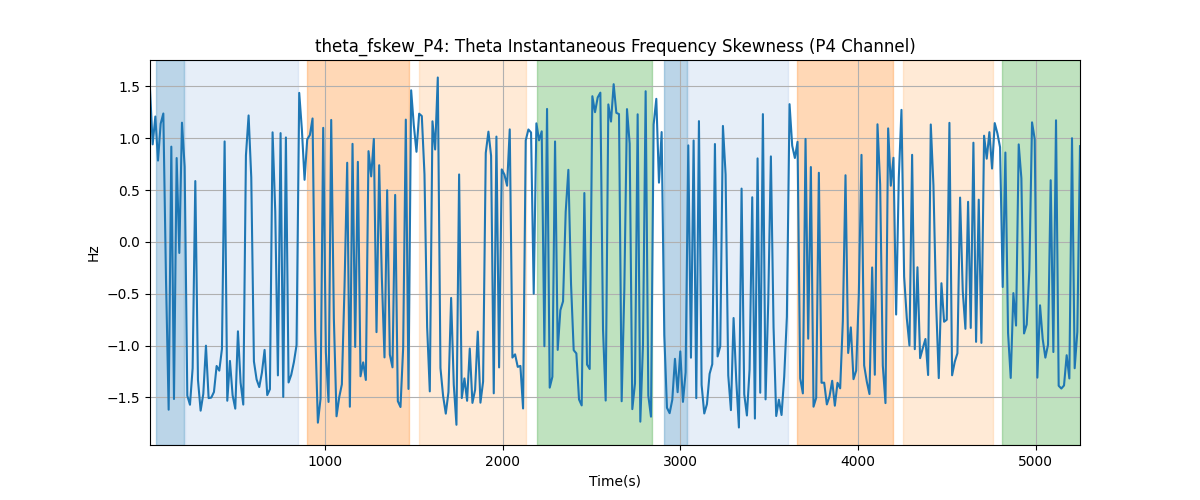 theta_fskew_P4: Theta Instantaneous Frequency Skewness (P4 Channel)
1.5
1.0
0.5
0.0
−0.5
−1.0
−1.5
Hz
1000 2000 3000 4000 5000
Time(s)